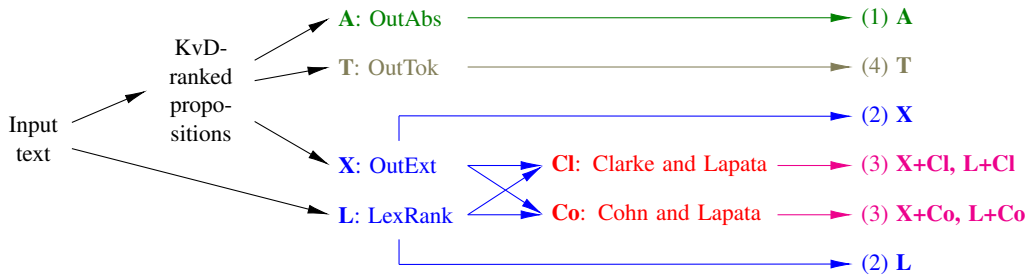 A: OutAbs
(1) A
KvD-
ranked
propo-
sitions
T: OutTok
(4) T
Input
text
(2) X
X: OutExt
Cl: Clarke and Lapata
(3) X+Cl, L+Cl
L: LexRank
Co: Cohn and Lapata
(3) X+Co, L+Co
(2) L